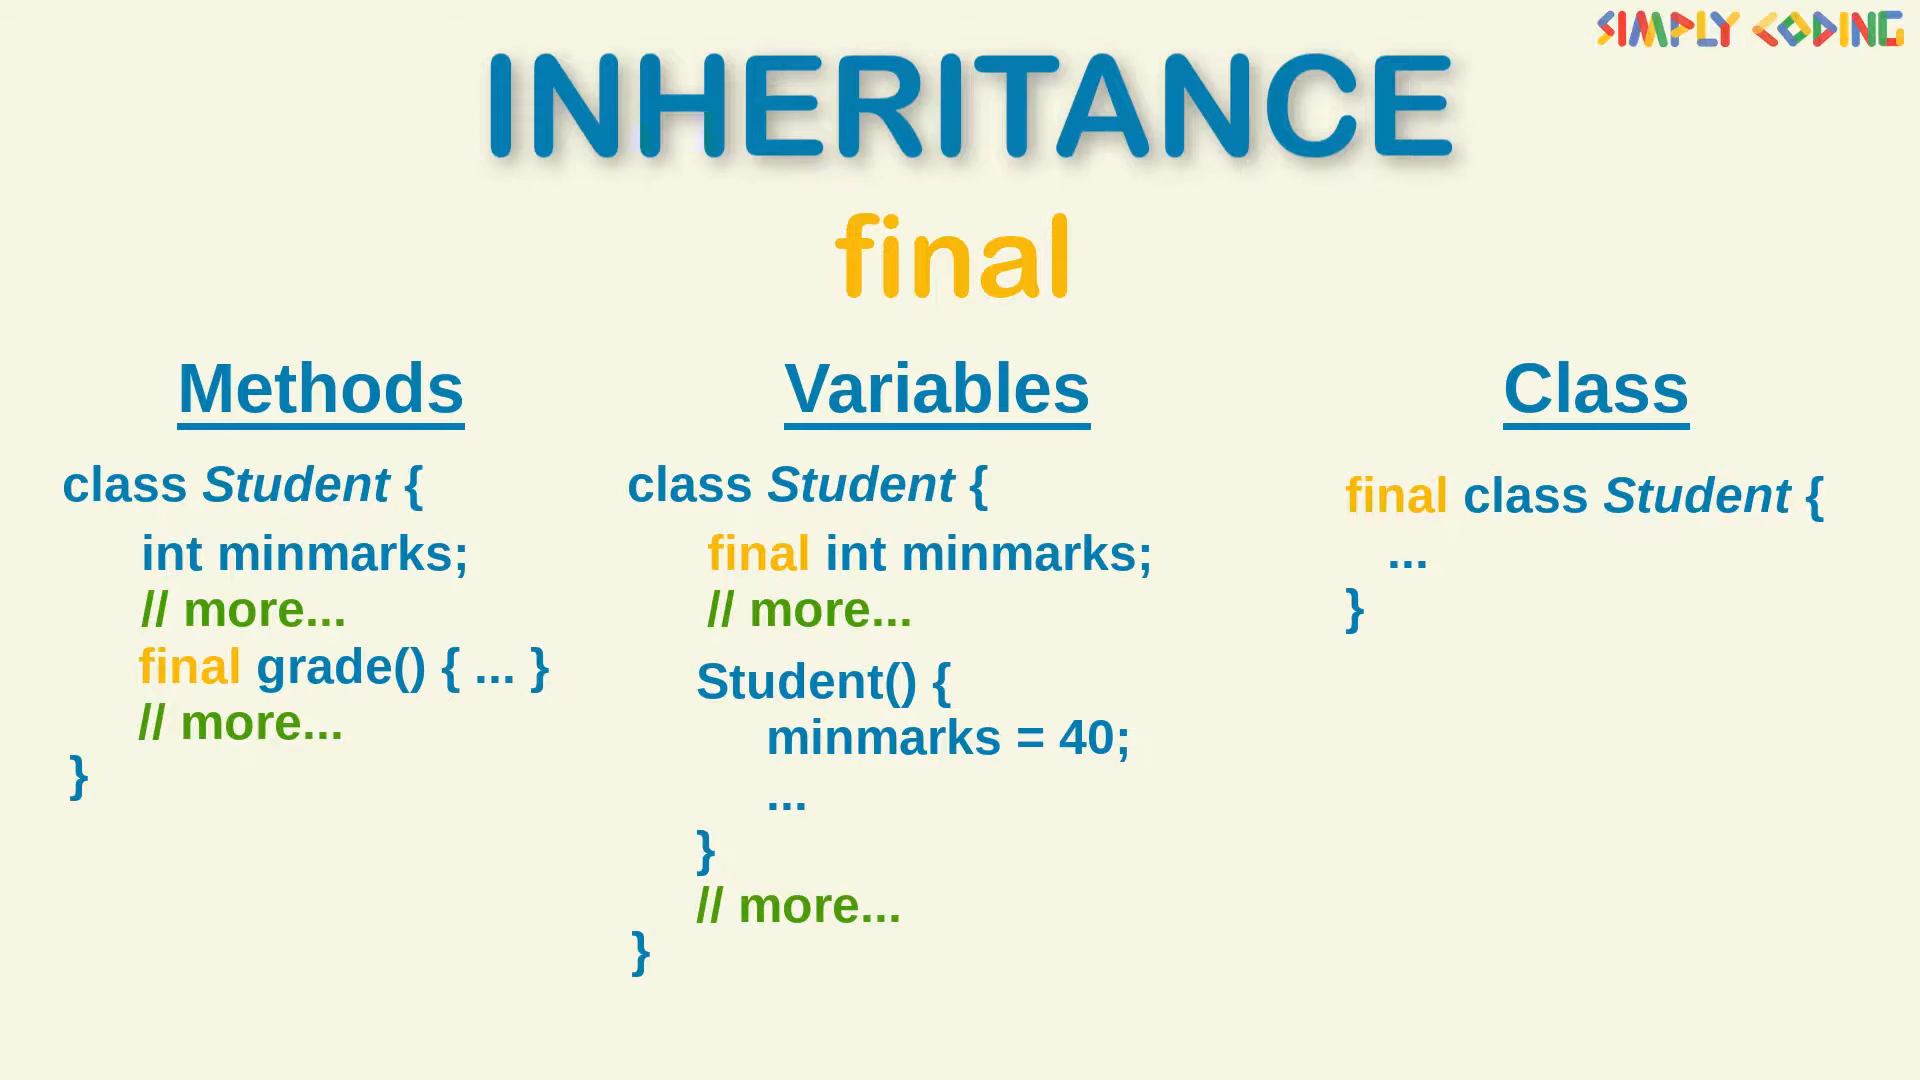 SIMPLY CODING
INHERITANCE
final
Methods
class Student {
int minmarks;
// more...
final grade() { ... }
// more...
}
Variables
class Student {
final int minmarks;
// more...
Student() {
minmarks = 40;
...
}
// more...
}
Class
final class Student {
...
}